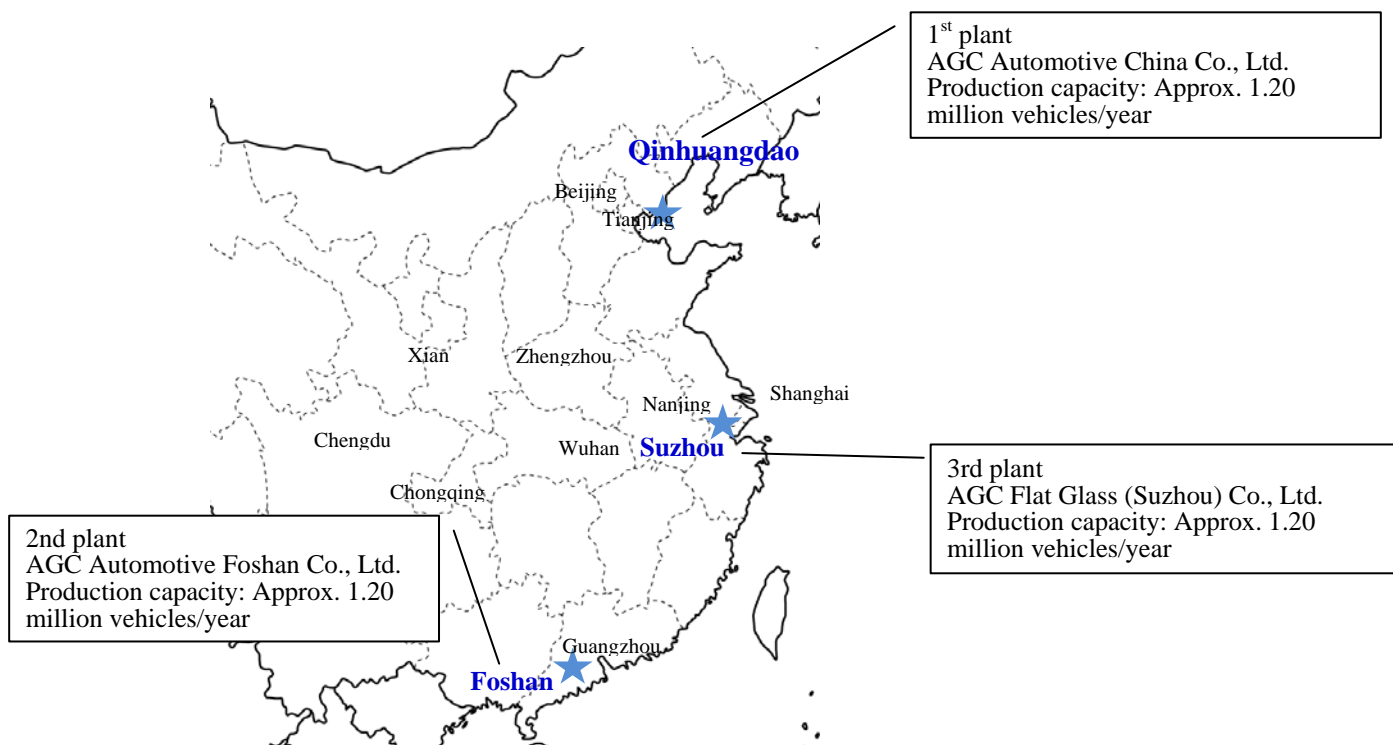 1st plant
AGC Automotive China Co., Ltd.
Production capacity: Approx. 1.20
million vehicles/year
Qinhuangdao
Beijing
Tianjing
Xian
Zhengzhou
Shanghai
Nanjing
Chengdu
Wuhan
Suzhou
Chongqing
3rd plant
AGC Flat Glass (Suzhou) Co., Ltd.
Production capacity: Approx. 1.20
million vehicles/year
2nd plant
AGC Automotive Foshan Co., Ltd.
Production capacity: Approx. 1.20
million vehicles/year
Guangzhou
Foshan